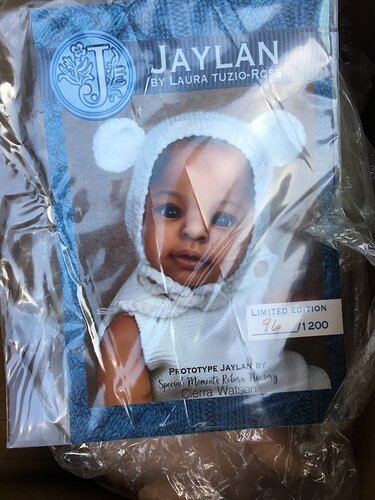 J
JAYLAN
BY LAURA TUZIO-ROSS
LIMITED EDITION
96/1200
PROTOTYPE JAYLAN BY
Special Moments Reborn Nursery
Cierra Watson